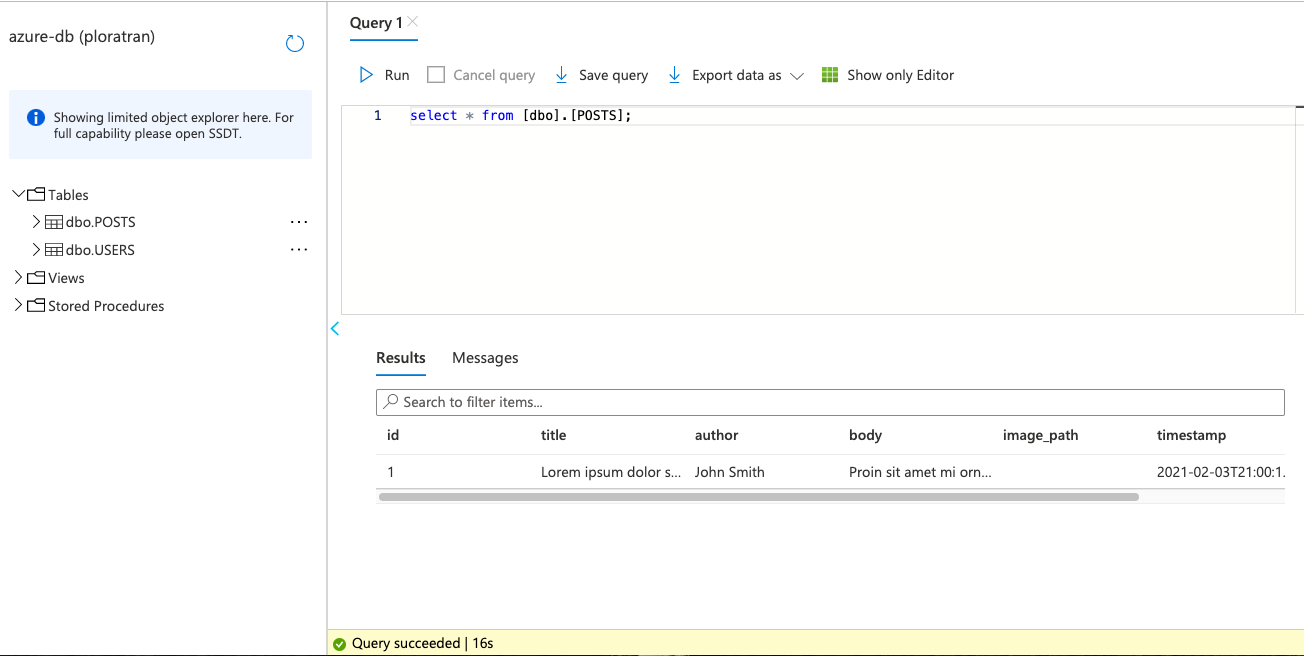 azure-db (ploratran)
Showing limited object explorer here. For
full capability please open SSDT.
Tables
dbo.POSTS
dbo.USERS
Views
Stored Procedures
Query 1
Run Cancel query Save query Export data as Show only Editor
1 select * from [dbo].[POSTS];
Results Messages
Search to filter items...
id title author body image_path timestamp
1 Lorem ipsum dolor s... John Smith Proin sit amet mi orn... 2021-02-03T21:00:1.
Query succeeded | 16s